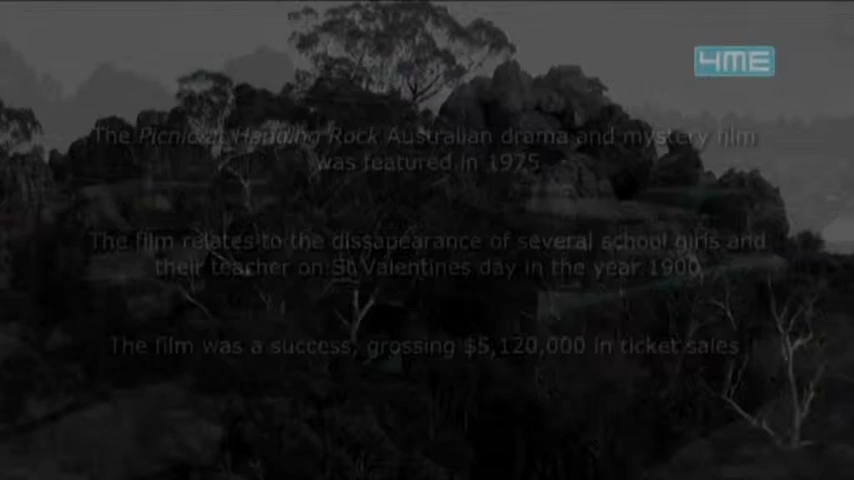 4ME
The Picnic at Hanging Rock Australian drama and mystery film
was featured in 1975
The film relates to the dissapearance of several school girls and
their teacher on St Valentines day in the year 1900
The film was a success, grossing $5,120,000 in ticket sales